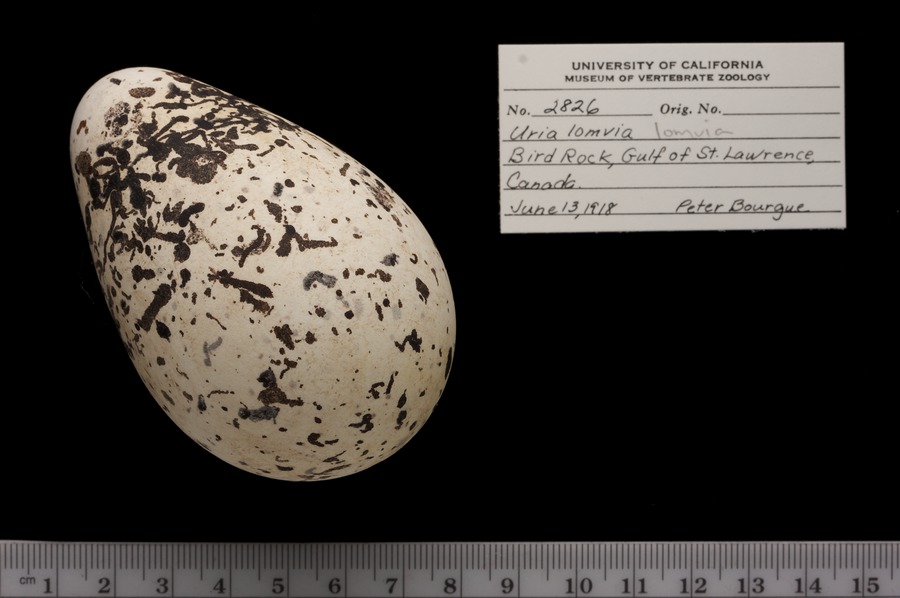 UNIVERSITY OF CALIFORNIA
MUSEUM OF VERTEBRATE ZOOLOGY
No. 2826 Orig. No.
Uria lomvia lomvia
Bird Rock, Gulf of St. Lawrence,
Canada.
June 13, 1918 Peter Bourgue.
cm 1 2 3 4 5 6 7 8 9 10 11 12 13 14 15